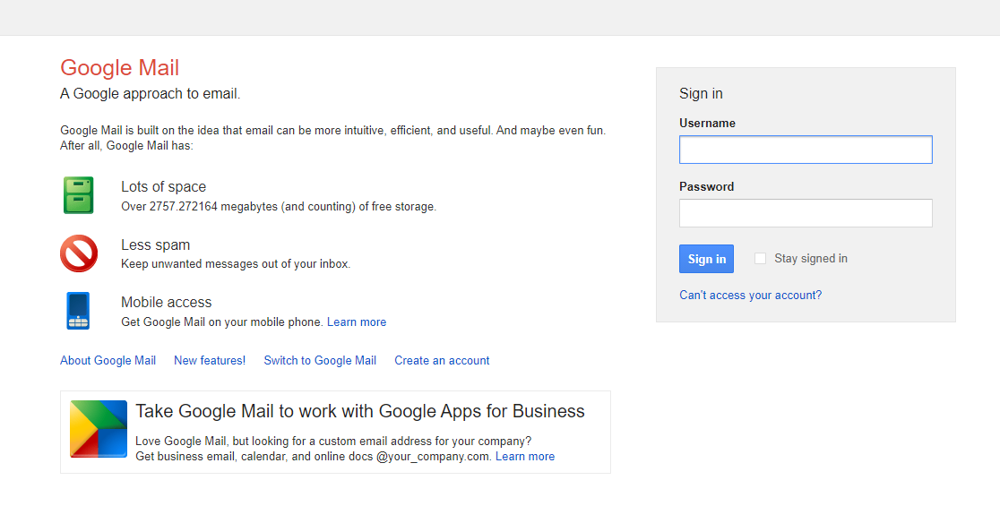 Google Mail
A Google approach to email.
Google Mail is built on the idea that email can be more intuitive, efficient, and useful. And maybe even fun.
After all, Google Mail has:
Lots of space
Over 2757.272164 megabytes (and counting) of free storage.
Less spam
Keep unwanted messages out of your inbox.
Mobile access
Get Google Mail on your mobile phone. Learn more
About Google Mail New features! Switch to Google Mail Create an account
Take Google Mail to work with Google Apps for Business
Love Google Mail, but looking for a custom email address for your company?
Get business email, calendar, and online docs @your_company.com. Learn more
Sign in
Username
Password
Sign in Stay signed in
Can't access your account?